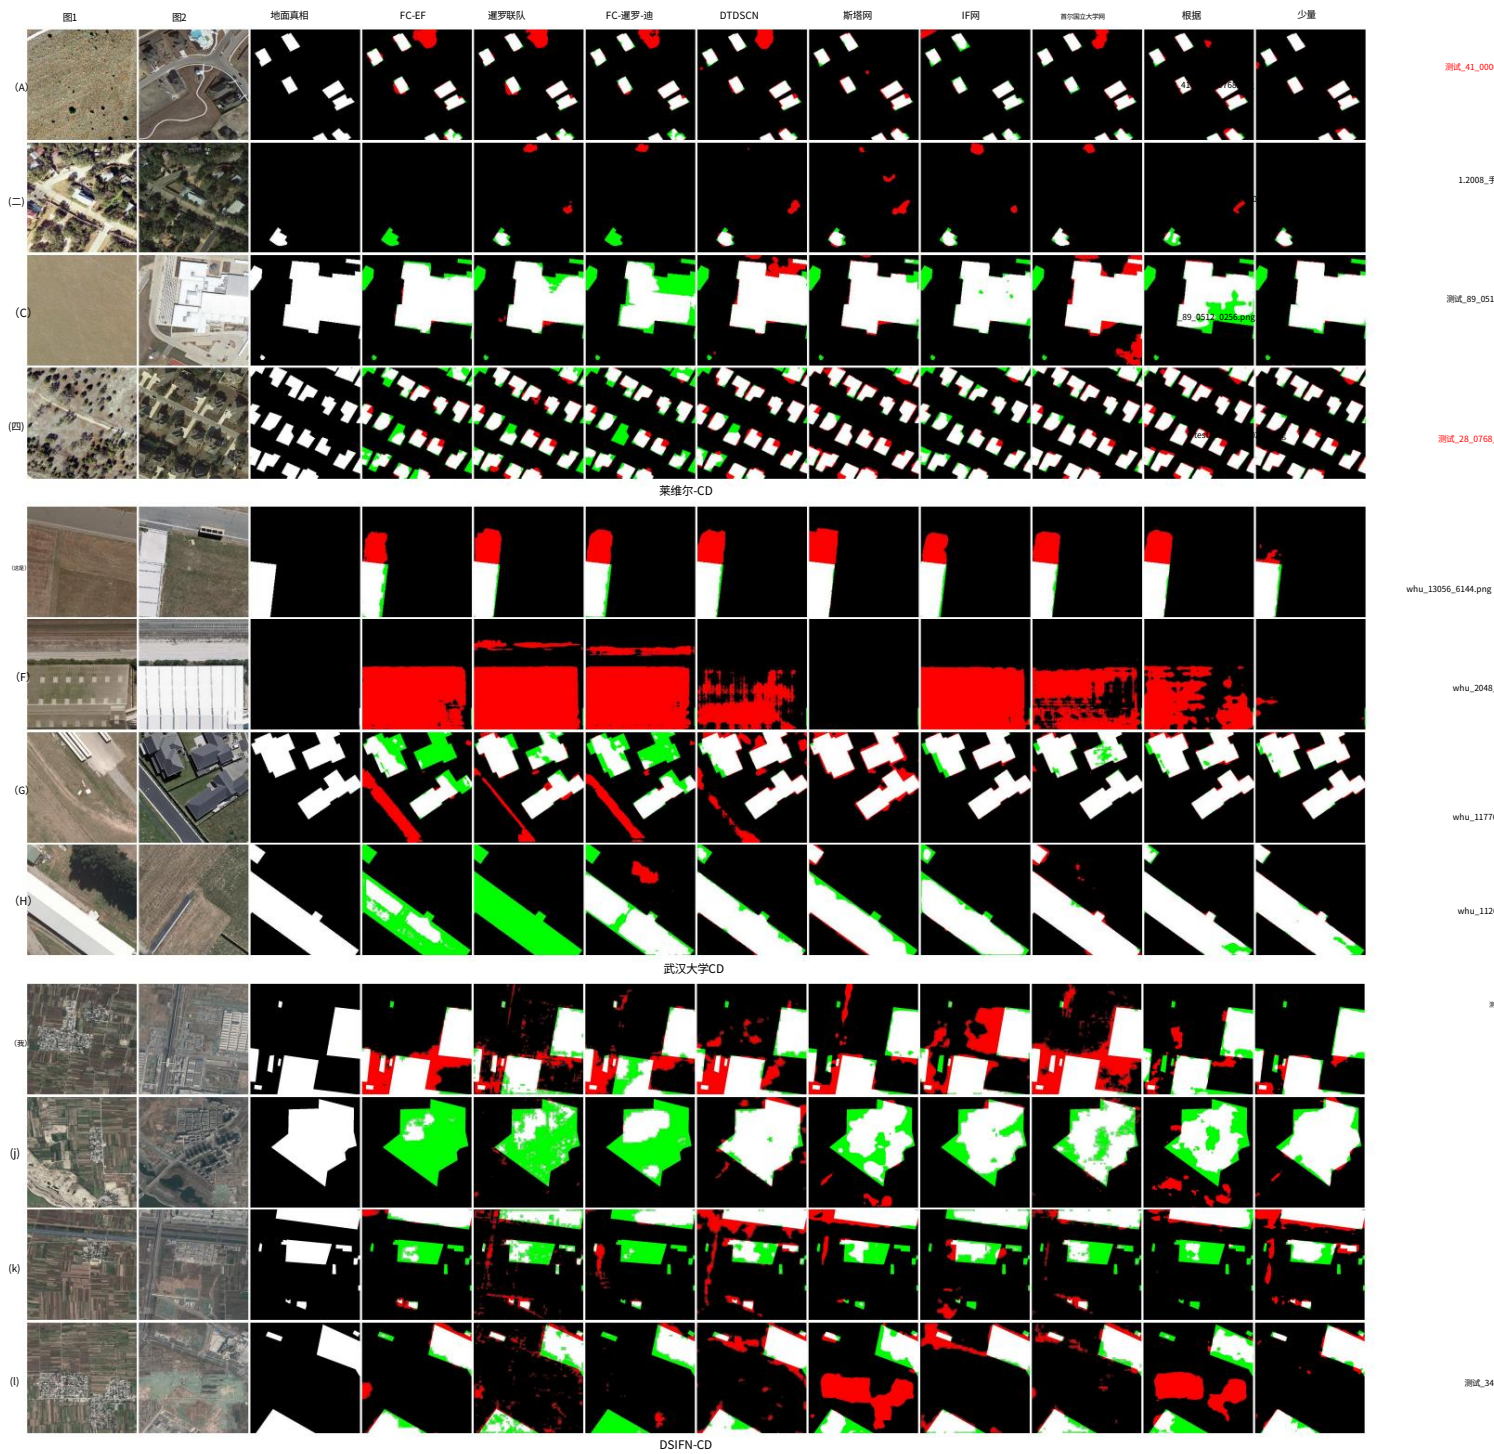 图1 图2 地面真相 FC-EF 暹罗联队 FC-暹罗-迪 DTDSCN 斯塔网 IF网 首尔国立大学网 根据 少量
(A)
测试_41_000
(二)
1.2008_手
(C)
测试_89_051
_89_0512_0256.png
(四)
测试_28_0768_
莱维尔-CD
whu_13056_6144.png
(F)
whu_2048_
(G)
whu_1177
(H)
whu_112
武汉大学CD
(我)
(j)
(k)
(l)
测试_34
DSIFN-CD